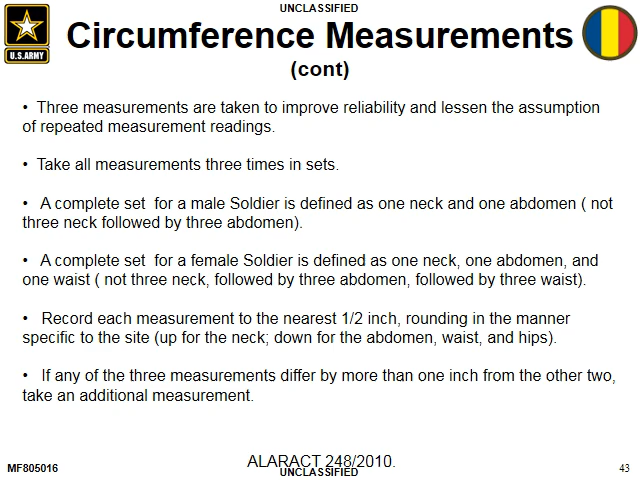 UNCLASSIFIED
Circumference Measurements
(cont)
U.S.ARMY
• Three measurements are taken to improve reliability and lessen the assumption
of repeated measurement readings.
• Take all measurements three times in sets.
• A complete set  for a male Soldier is defined as one neck and one abdomen ( not
three neck followed by three abdomen).
• A complete set  for a female Soldier is defined as one neck, one abdomen, and
one waist ( not three neck, followed by three abdomen, followed by three waist).
• Record each measurement to the nearest 1/2 inch, rounding in the manner
specific to the site (up for the neck; down for the abdomen, waist, and hips).
• If any of the three measurements differ by more than one inch from the other two,
take an additional measurement.
ALARACT 248/2010.
MF805016
UNCLASSIFIED
43